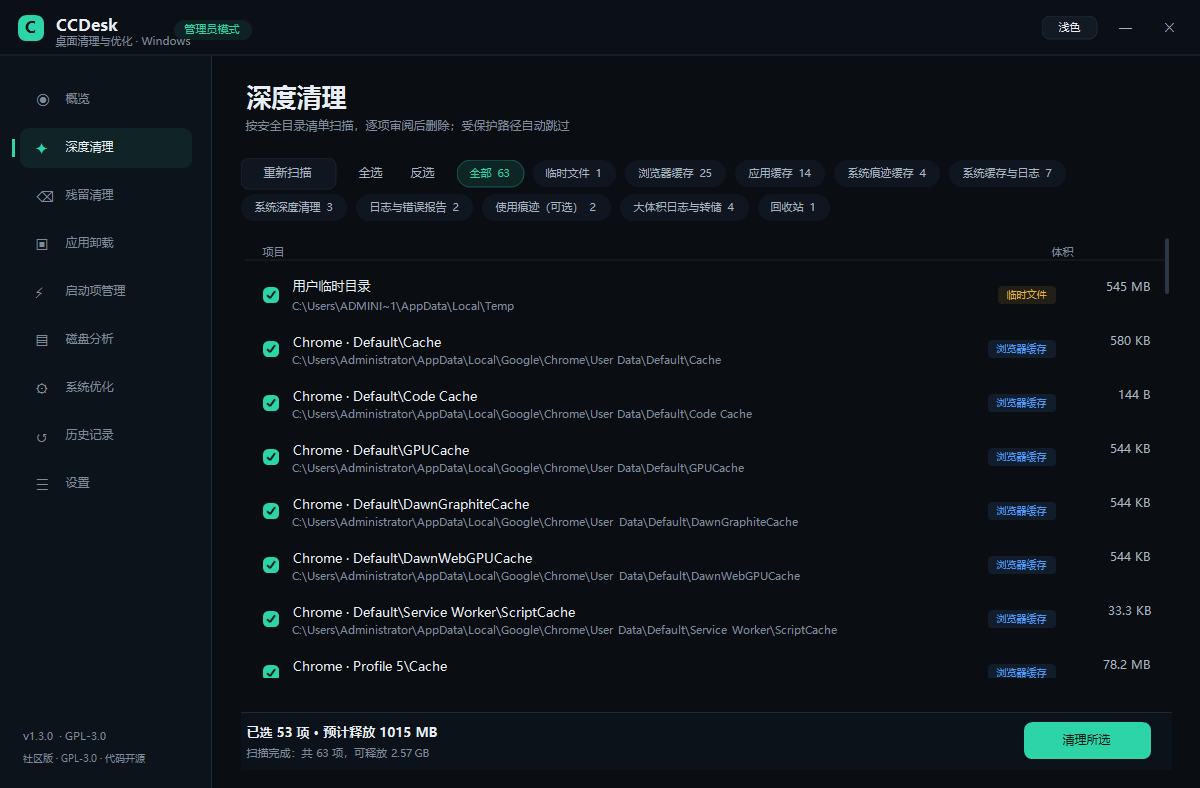 C
CCDesk
桌面清理与优化 · Windows
管理员模式
浅色
概览
深度清理
残留清理
应用卸载
启动项管理
磁盘分析
系统优化
历史记录
设置
v1.3.0 · GPL-3.0
社区版 · GPL-3.0 · 代码开源
深度清理
按安全目录清单扫描，逐项审阅后删除；受保护路径自动跳过
重新扫描 全选 反选 全部 63 临时文件 1 浏览器缓存 25 应用缓存 14 系统痕迹缓存 4 系统缓存与日志 7
系统深度清理 3 日志与错误报告 2 使用痕迹（可选） 2 大体积日志与转储 4 回收站 1
项目 体积
用户临时目录
C:\Users\ADMINI~1\AppData\Local\Temp
临时文件 545 MB
Chrome · Default\Cache
C:\Users\Administrator\AppData\Local\Google\Chrome\User Data\Default\Cache
浏览器缓存 580 KB
Chrome · Default\Code Cache
C:\Users\Administrator\AppData\Local\Google\Chrome\User Data\Default\Code Cache
浏览器缓存 144 B
Chrome · Default\GPUCache
C:\Users\Administrator\AppData\Local\Google\Chrome\User Data\Default\GPUCache
浏览器缓存 544 KB
Chrome · Default\DawnGraphiteCache
C:\Users\Administrator\AppData\Local\Google\Chrome\User Data\Default\DawnGraphiteCache
浏览器缓存 544 KB
Chrome · Default\DawnWebGPUCache
C:\Users\Administrator\AppData\Local\Google\Chrome\User Data\Default\DawnWebGPUCache
浏览器缓存 544 KB
Chrome · Default\Service Worker\ScriptCache
C:\Users\Administrator\AppData\Local\Google\Chrome\User Data\Default\Service Worker\ScriptCache
浏览器缓存 33.3 KB
Chrome · Profile 5\Cache
浏览器缓存 78.2 MB
已选 53 项 · 预计释放 1015 MB
扫描完成：共 63 项，可释放 2.57 GB
清理所选